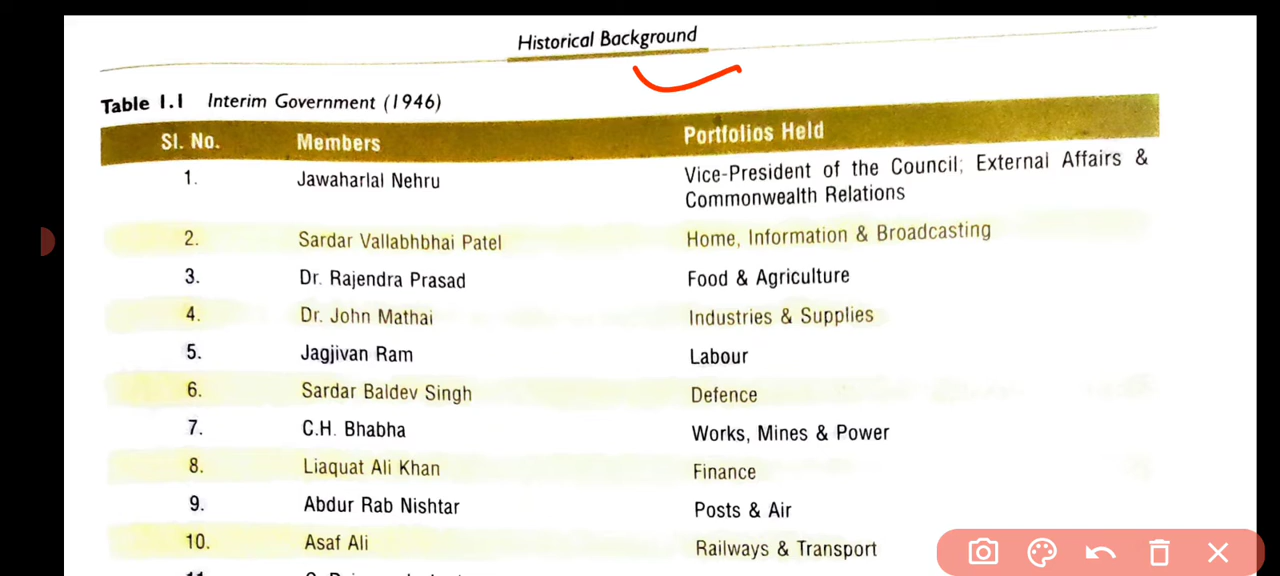 Historical Background
Table 1.1 Interim Government (1946)
Sl. No. Members Portfolios Held
1. Jawaharlal Nehru Vice-President of the Council; External Affairs &
Commonwealth Relations
2. Sardar Vallabhbhai Patel Home, Information & Broadcasting
3. Dr. Rajendra Prasad Food & Agriculture
4. Dr. John Mathai Industries & Supplies
5. Jagjivan Ram Labour
6. Sardar Baldev Singh Defence
7. C.H. Bhabha Works, Mines & Power
8. Liaquat Ali Khan Finance
9. Abdur Rab Nishtar Posts & Air
10. Asaf Ali Railways & Transport